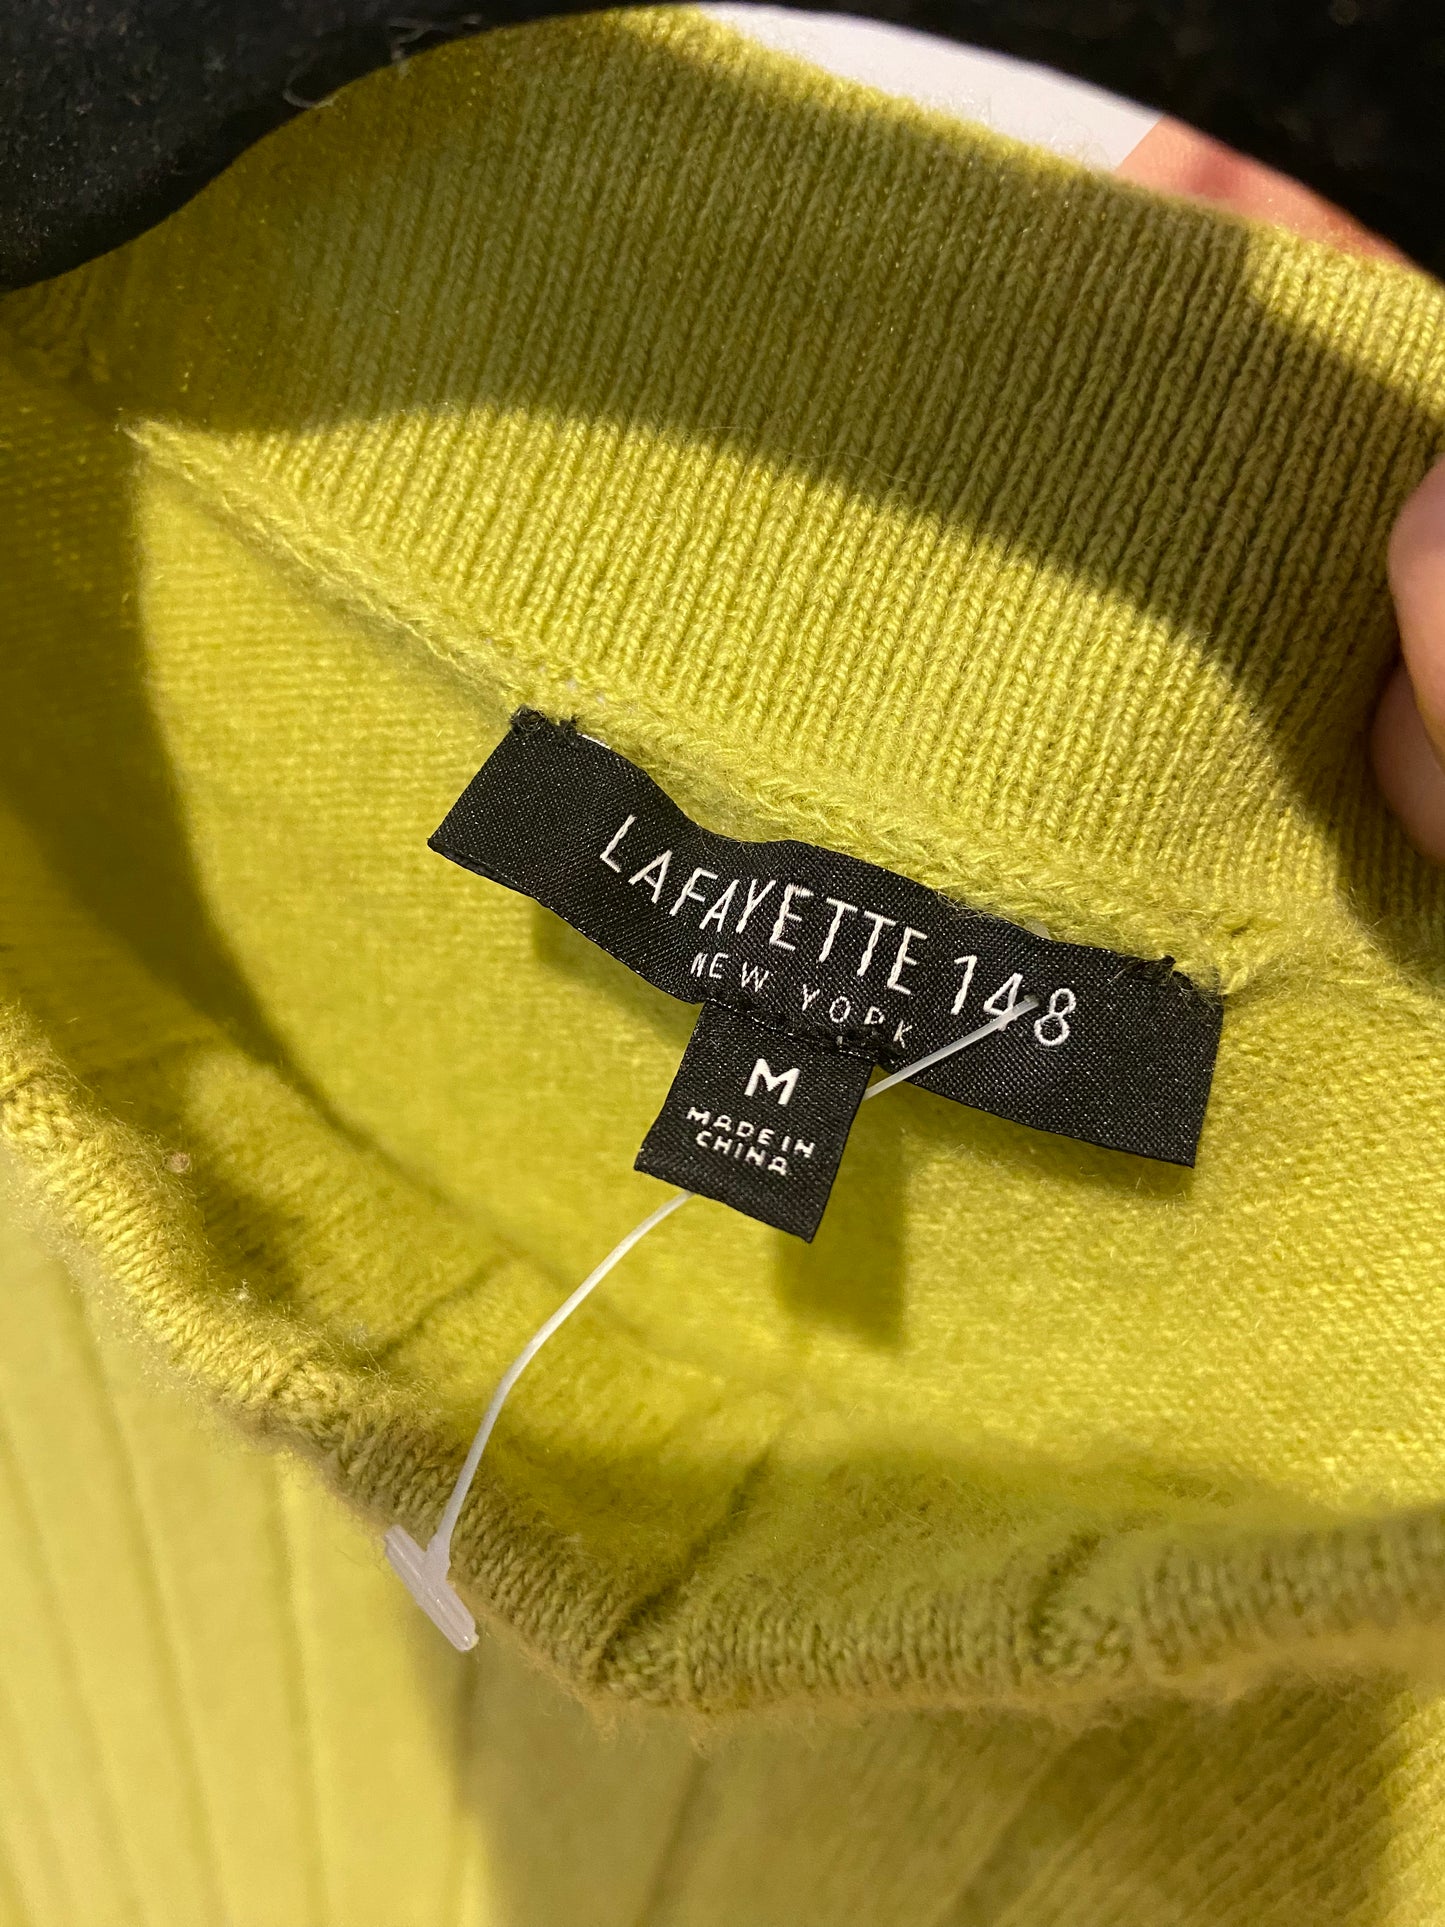 LAFAYETTE 148
NEW YORK
M
MADE IN
CHINA